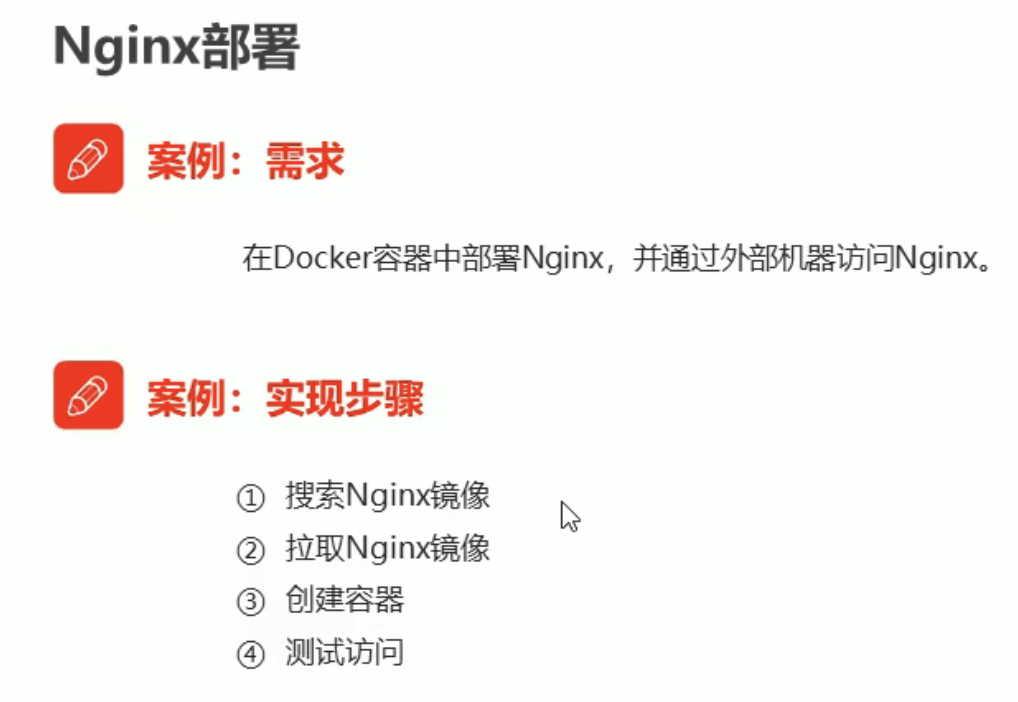 Nginx部署
案例：需求
在Docker容器中部署Nginx，并通过外部机器访问Nginx。
案例：实现步骤
① 搜索Nginx镜像
② 拉取Nginx镜像
③ 创建容器
④ 测试访问